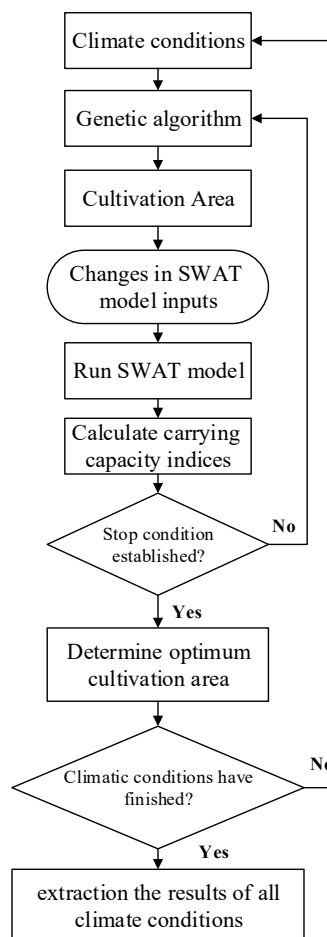 Climate conditions
Genetic algorithm
Cultivation Area
Changes in SWAT
model inputs
Run SWAT model
Calculate carrying
capacity indices
Stop condition
established?
No
Yes
Determine optimum
cultivation area
Climatic conditions have
finished?
No
Yes
extraction the results of all
climate conditions